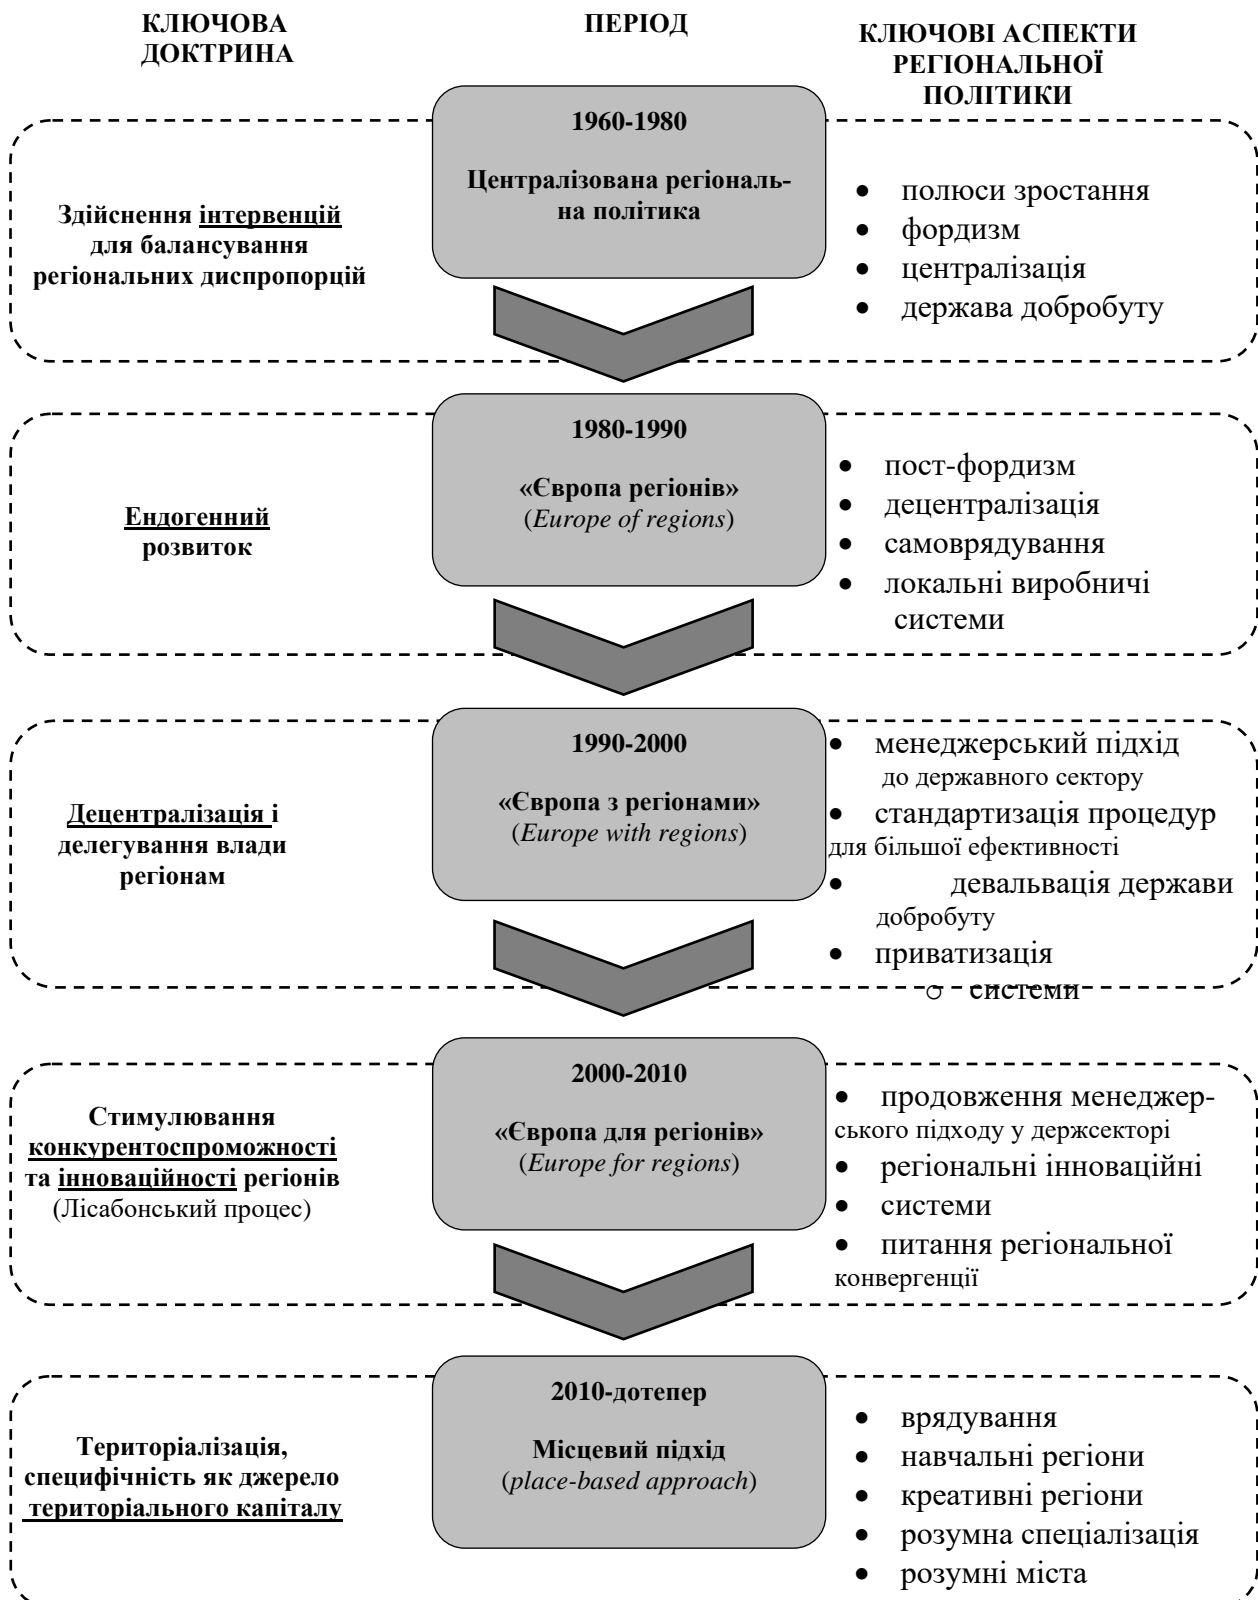 КЛЮЧОВА
ДОКТРИНА
ПЕРІОД
КЛЮЧОВІ АСПЕКТИ
РЕГІОНАЛЬНОЇ
ПОЛІТИКИ
Здійснення інтервенцій
для балансування
регіональних диспропорцій
1960-1980
Централізована регіональ-
на політика
• полюси зростання
• фордизм
• централізація
• держава добробуту
Ендогенний
розвиток
1980-1990
«Європа регіонів»
(Europe of regions)
• пост-фордизм
• децентралізація
• самоврядування
• локальні виробничі
системи
Децентралізація і
делегування влади
регіонам
1990-2000
«Європа з регіонами»
(Europe with regions)
• менеджерський підхід
до державного сектору
• стандартизація процедур
для більшої ефективності
• девальвація держави
добробуту
• приватизація
o системи
Стимулювання
конкурентоспроможності
та інноваційності регіонів
(Лісабонський процес)
2000-2010
«Європа для регіонів»
(Europe for regions)
• продовження менеджер-
ського підходу у держсекторі
• регіональні інноваційні
• системи
• питання регіональної
конвергенції
Територіалізація,
специфічність як джерело
територіального капіталу
2010-дотепер
Місцевий підхід
(place-based approach)
• врядування
• навчальні регіони
• креативні регіони
• розумна спеціалізація
• розумні міста